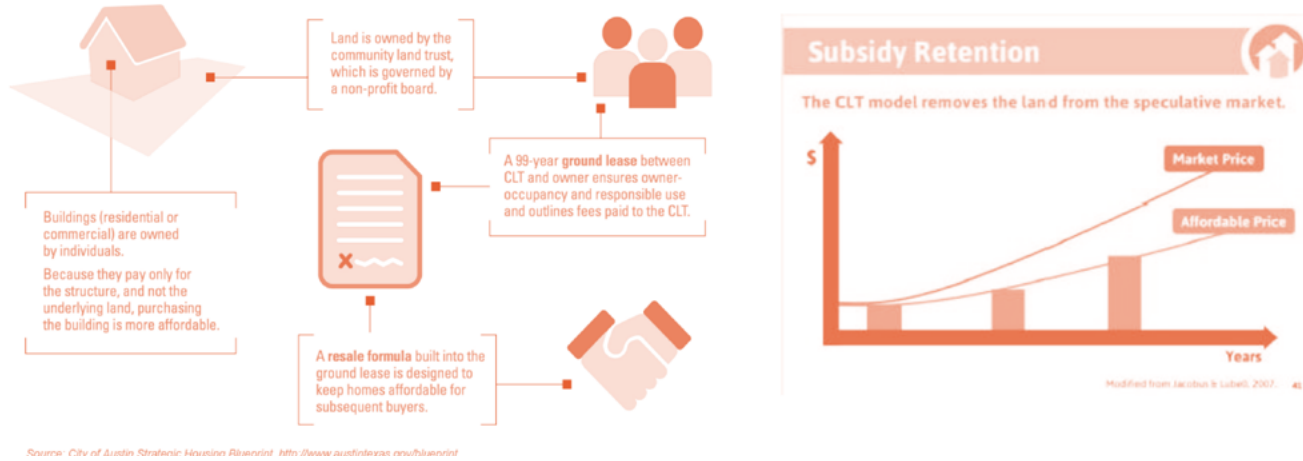 Land is owned by the
community land trust,
which is governed by
a non-profit board.
A 99-year ground lease between
CLT and owner ensures owner-
occupancy and responsible use
and outlines fees paid to the CLT.
Buildings (residential or
commercial) are owned
by individuals.
Because they pay only for
the structure, and not the
underlying land, purchasing
the building is more affordable.
A resale formula built into the
ground lease is designed to
keep homes affordable for
subsequent buyers.
Source: City of Austin Strategic Housing Blueprint, http://www.austintexas.gov/blueprint
Subsidy Retention
The CLT model removes the land from the speculative market.
$
Market Price
Affordable Price
Years
Modified from Jacobus & Lubell, 2007.
41